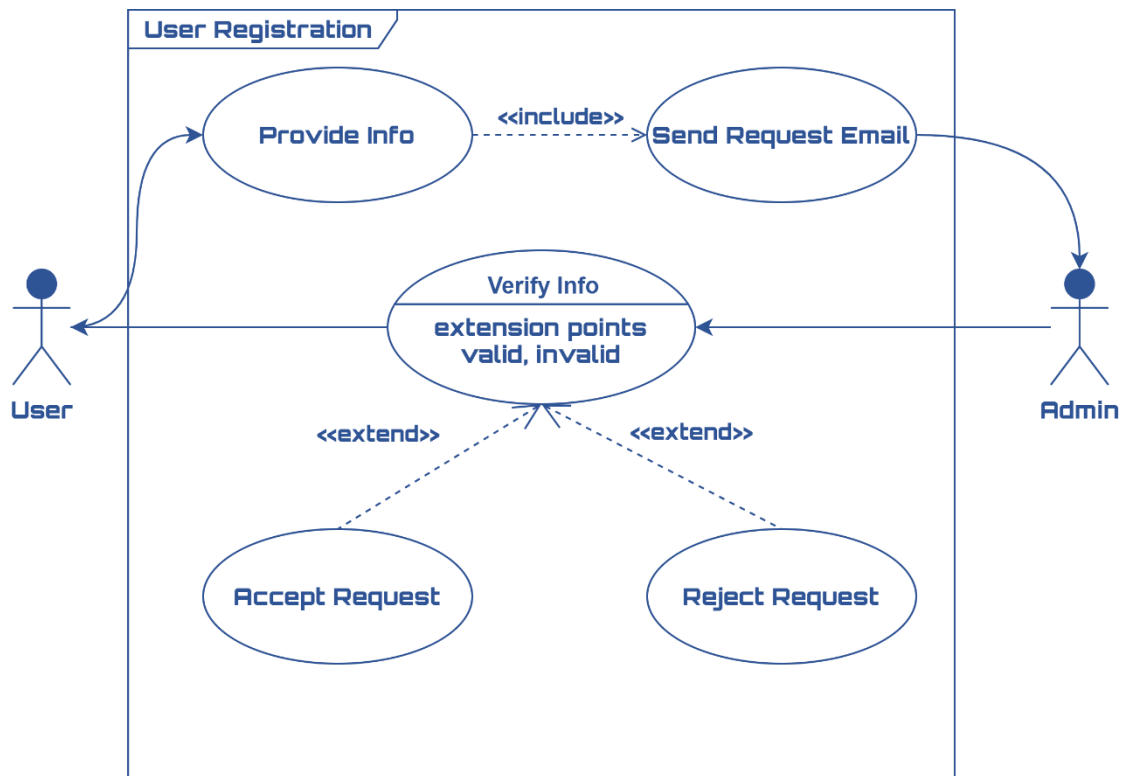 User Registration
Provide Info
<<include>>
Send Request Email
Verify Info
extension points
valid, invalid
User
Admin
<<extend>>
<<extend>>
Accept Request
Reject Request